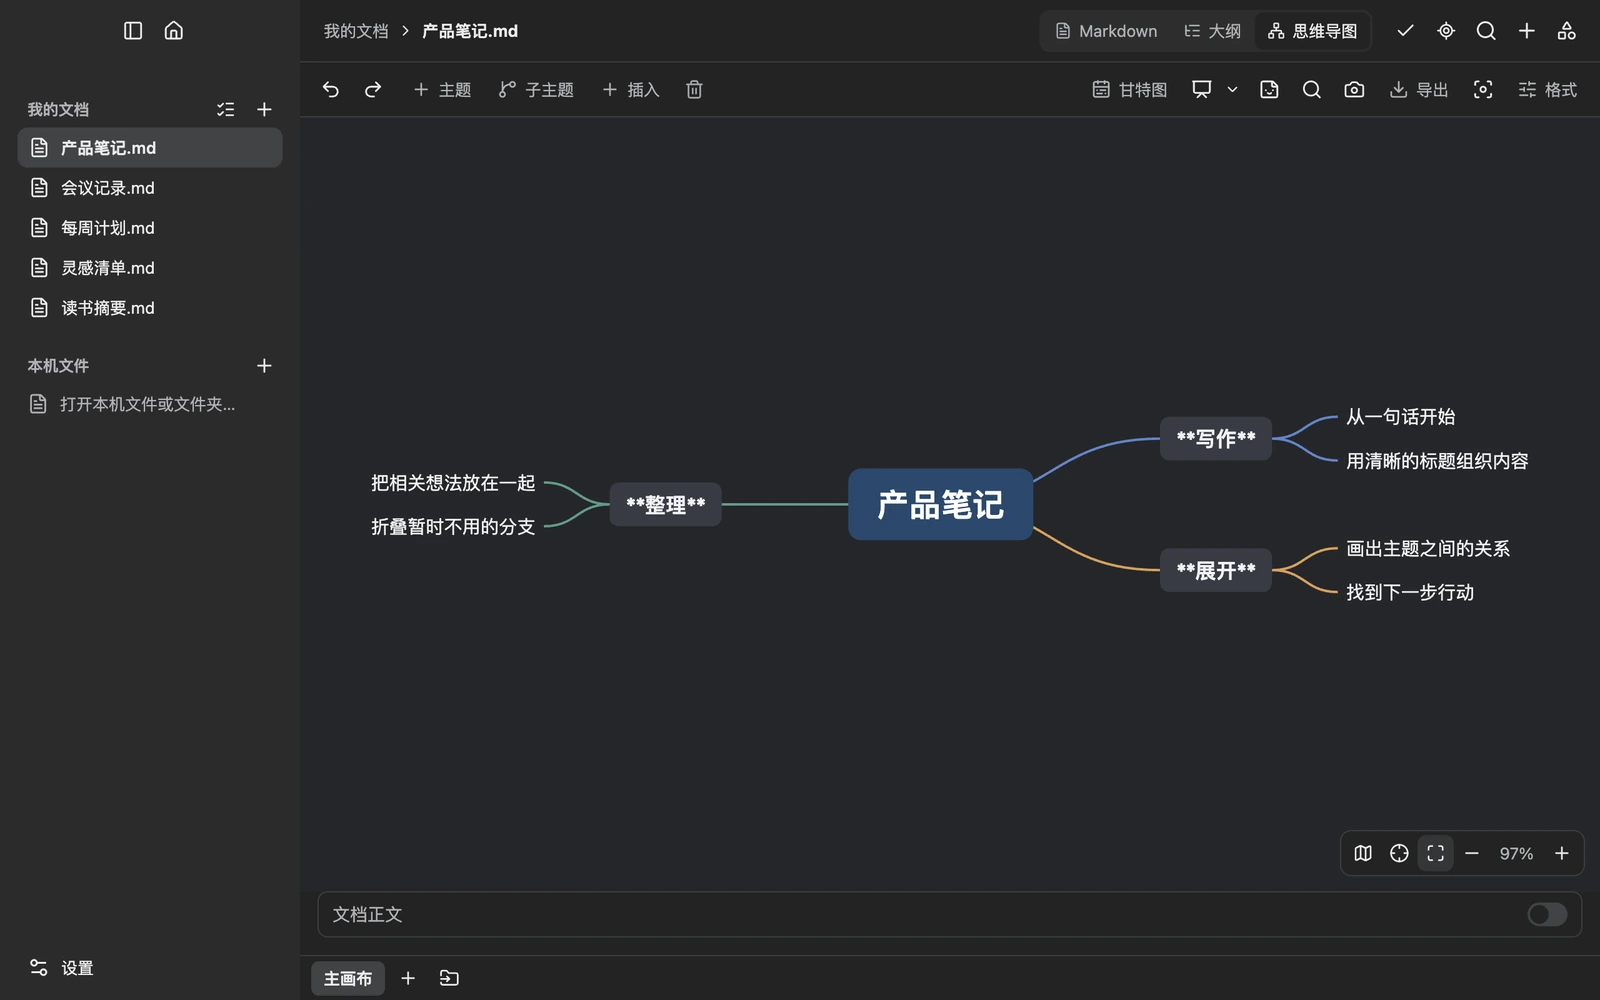 我的文档
产品笔记.md
会议记录.md
每周计划.md
灵感清单.md
读书摘要.md
本机文件
打开本机文件或文件夹...
设置
我的文档 > 产品笔记.md
Markdown 大纲 思维导图
主题 子主题 插入 甘特图 导出 格式
把相关想法放在一起
折叠暂时不用的分支
**整理**
产品笔记
**写作**
从一句话开始
用清晰的标题组织内容
**展开**
画出主题之间的关系
找到下一步行动
97%
文档正文
主画布